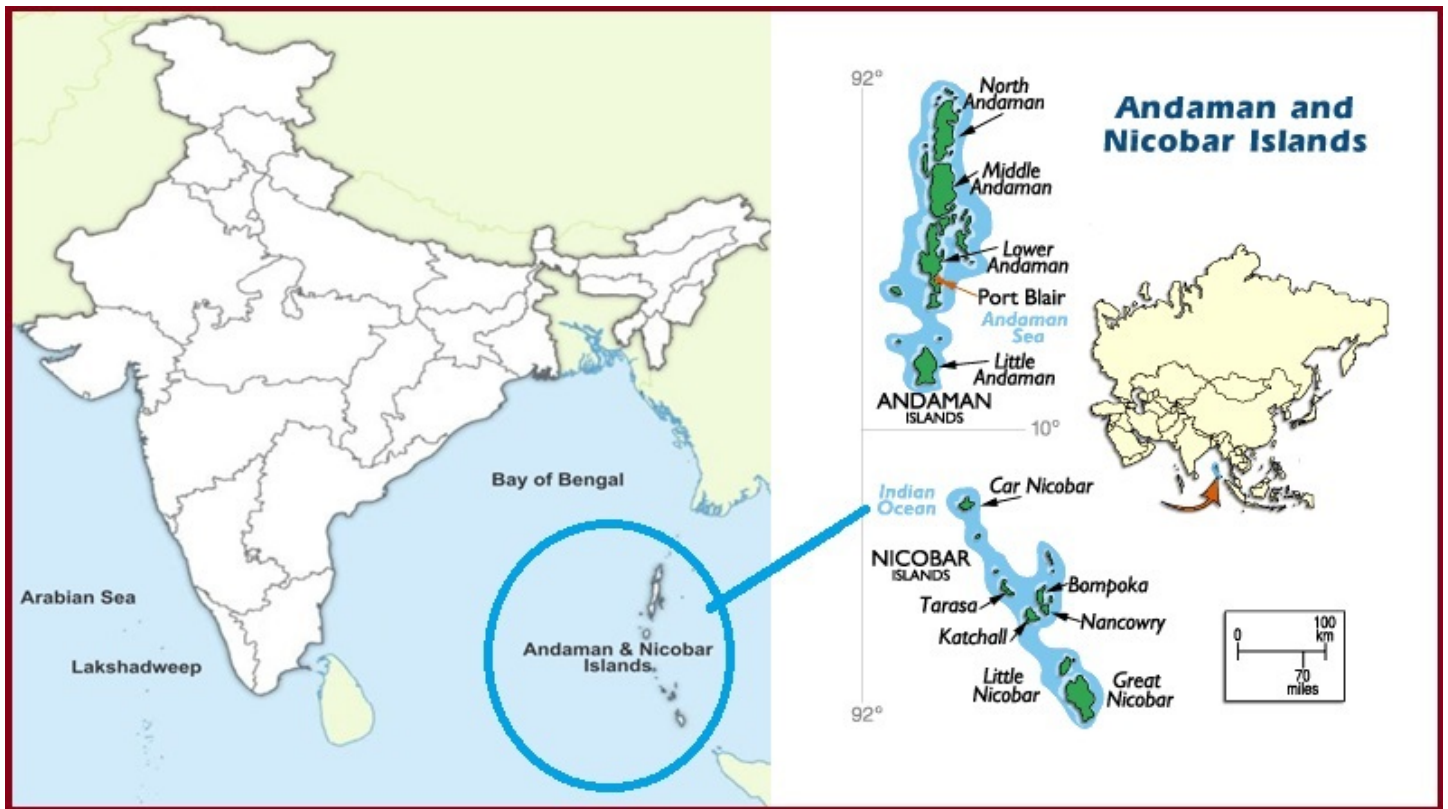 Bay of Bengal
Arabian Sea
Lakshadweep
Andaman & Nicobar
Islands
Andaman and
Nicobar Islands
92°
North
Andaman
Middle
Andaman
Lower
Andaman
Port Blair
Andaman
Sea
Little
Andaman
ANDAMAN
ISLANDS
10°
Indian
Ocean
Car Nicobar
NICOBAR
ISLANDS
Bompoka
Tarasa
Nancowry
Katchall
Little
Nicobar
Great
Nicobar
92°
0
100
km
70
miles